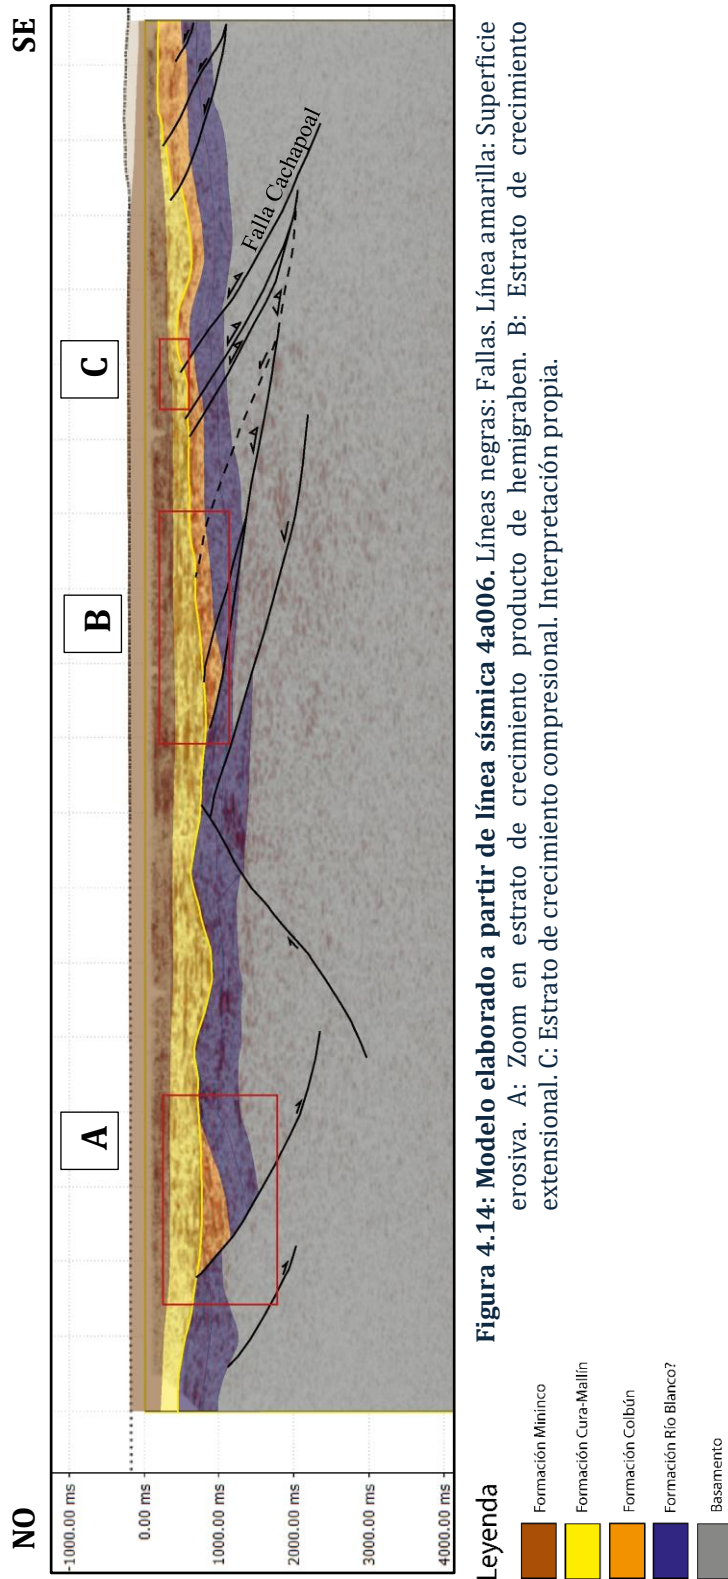 NO
SE
A
B
C
Falla Cachapoal
-1000.00 ms
0.00 ms
1000.00 ms
2000.00 ms
3000.00 ms
4000.00 ms
Leyenda
Formación Mininco
Formación Cura-Mallín
Formación Colbún
Formación Río Blanco?
Basamento
Figura 4.14: Modelo elaborado a partir de línea sísmica 4a006. Líneas negras: Fallas. Línea amarilla: Superficie
erosiva. A: Zoom en estrato de crecimiento producto de hemigraben. B: Estrato de crecimiento
extensional. C: Estrato de crecimiento compresional. Interpretación propia.